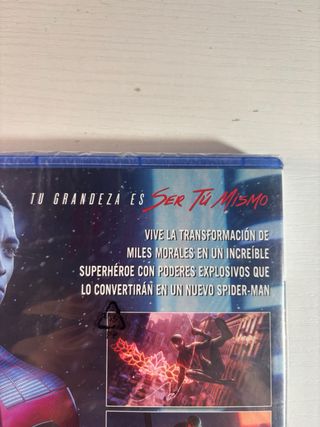 TU GRANDEZA ES SER TÚ MISMO
VIVE LA TRANSFORMACIÓN DE
MILES MORALES EN UN INCREÍBLE
SUPERHÉROE CON PODERES EXPLOSIVOS QUE
LO CONVERTIRÁN EN UN NUEVO SPIDER-MAN